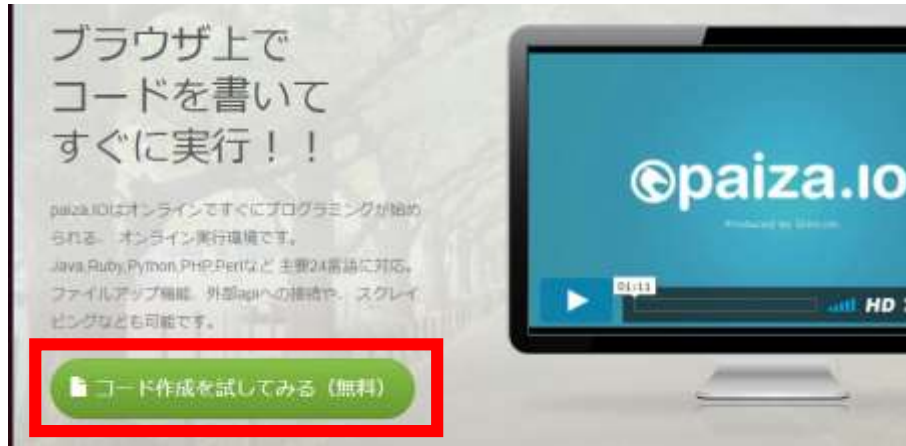 ブラウザ上で
コードを書いて
すぐに実行！！
paiza.IOはオンラインですぐにプログラミングが始め
られる、オンライン実行環境です。
Java,Ruby,Python,PHP,Perlなど主要24言語に対応。
ファイルアップ機能、外部apiへの接続や、スクレイ
ピングなども可能です。
コード作成を試してみる（無料）
paiza.IO
01:11
HD